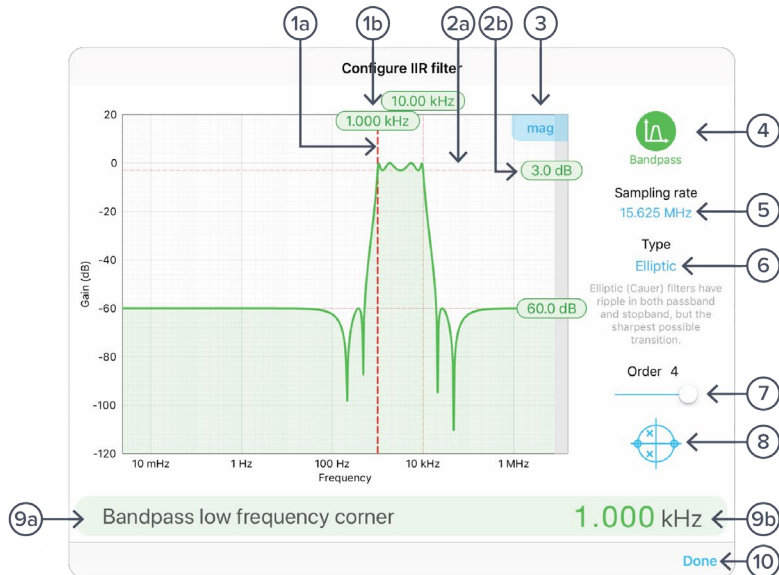 1a 1b 2a 2b 3
Configure IIR filter
10.00 kHz
1.000 kHz
mag
3.0 dB
60.0 dB
20
0
-20
-40
-60
-80
-100
-120
Gain (dB)
10 mHz 1 Hz 100 Hz 10 kHz 1 MHz
Frequency
4
Bandpass
Sampling rate
15.625 MHz
5
Type
Elliptic
6
Elliptic (Cauer) filters have
ripple in both passband
and stopband, but the
sharpest possible
transition.
Order 4
7
8
9a
Bandpass low frequency corner 1.000 kHz
9b
Done
10